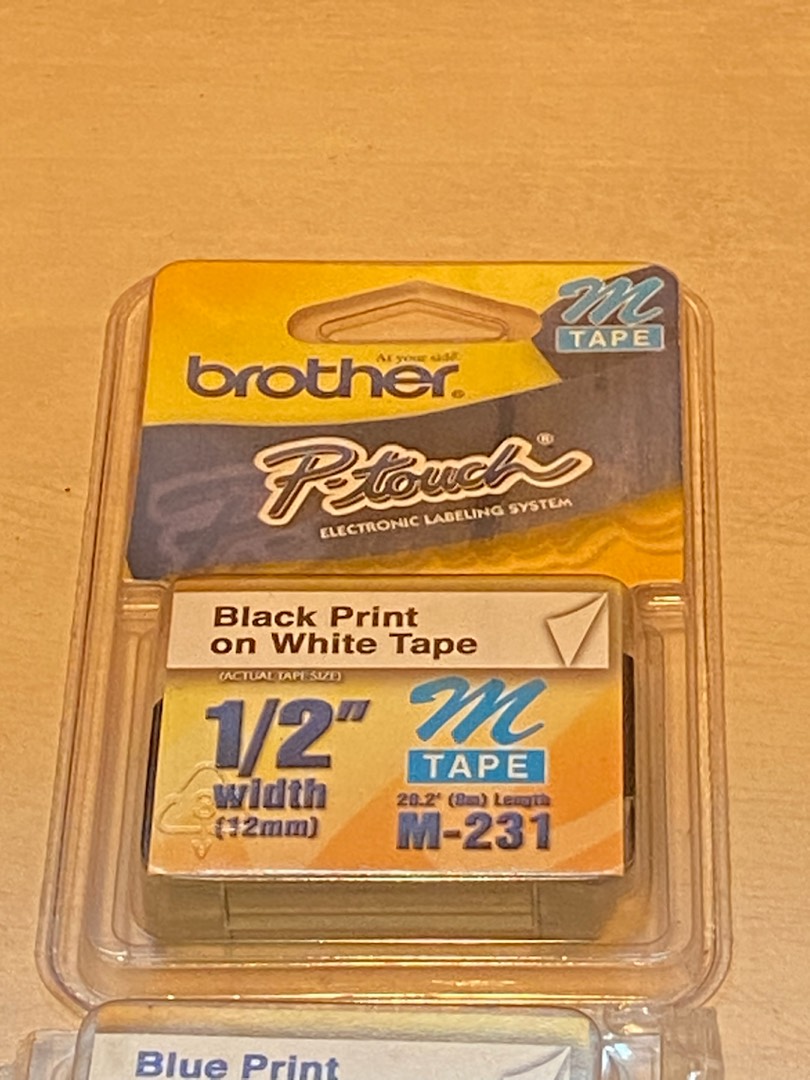 M
TAPE
At your side.
brother®
P-touch®
ELECTRONIC LABELING SYSTEM
Black Print
on White Tape
(ACTUAL TAPE SIZE)
1/2"
width
(12mm)
M
TAPE
26.2' (8m) Length
M-231
Blue Print